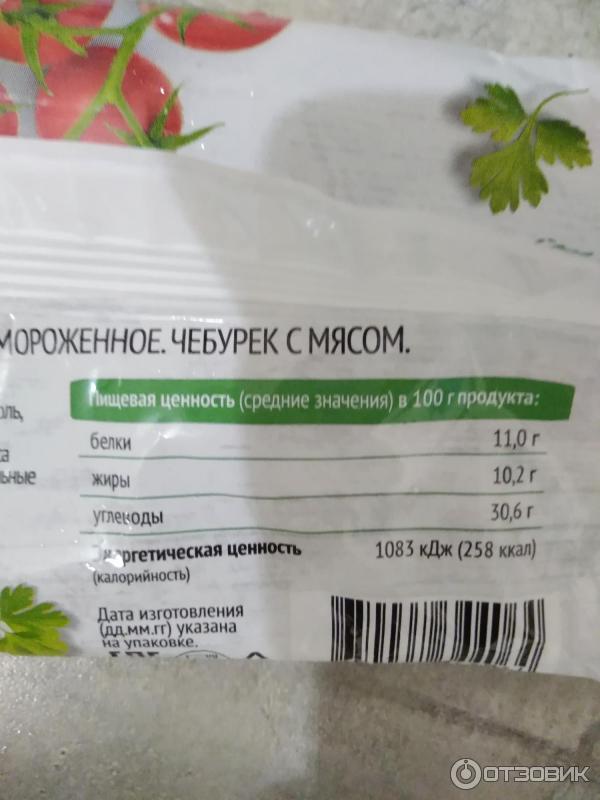 МОРОЖЕННОЕ. ЧЕБУРЕК С МЯСОМ.
Пищевая ценность (средние значения) в 100 г продукта:
белки 11,0 г
жиры 10,2 г
углеводы 30,6 г
Энергетическая ценность 1083 кДж (258 ккал)
(калорийность)
Дата изготовления
(дд.мм.гг) указана
на упаковке.
ОТЗОВИК